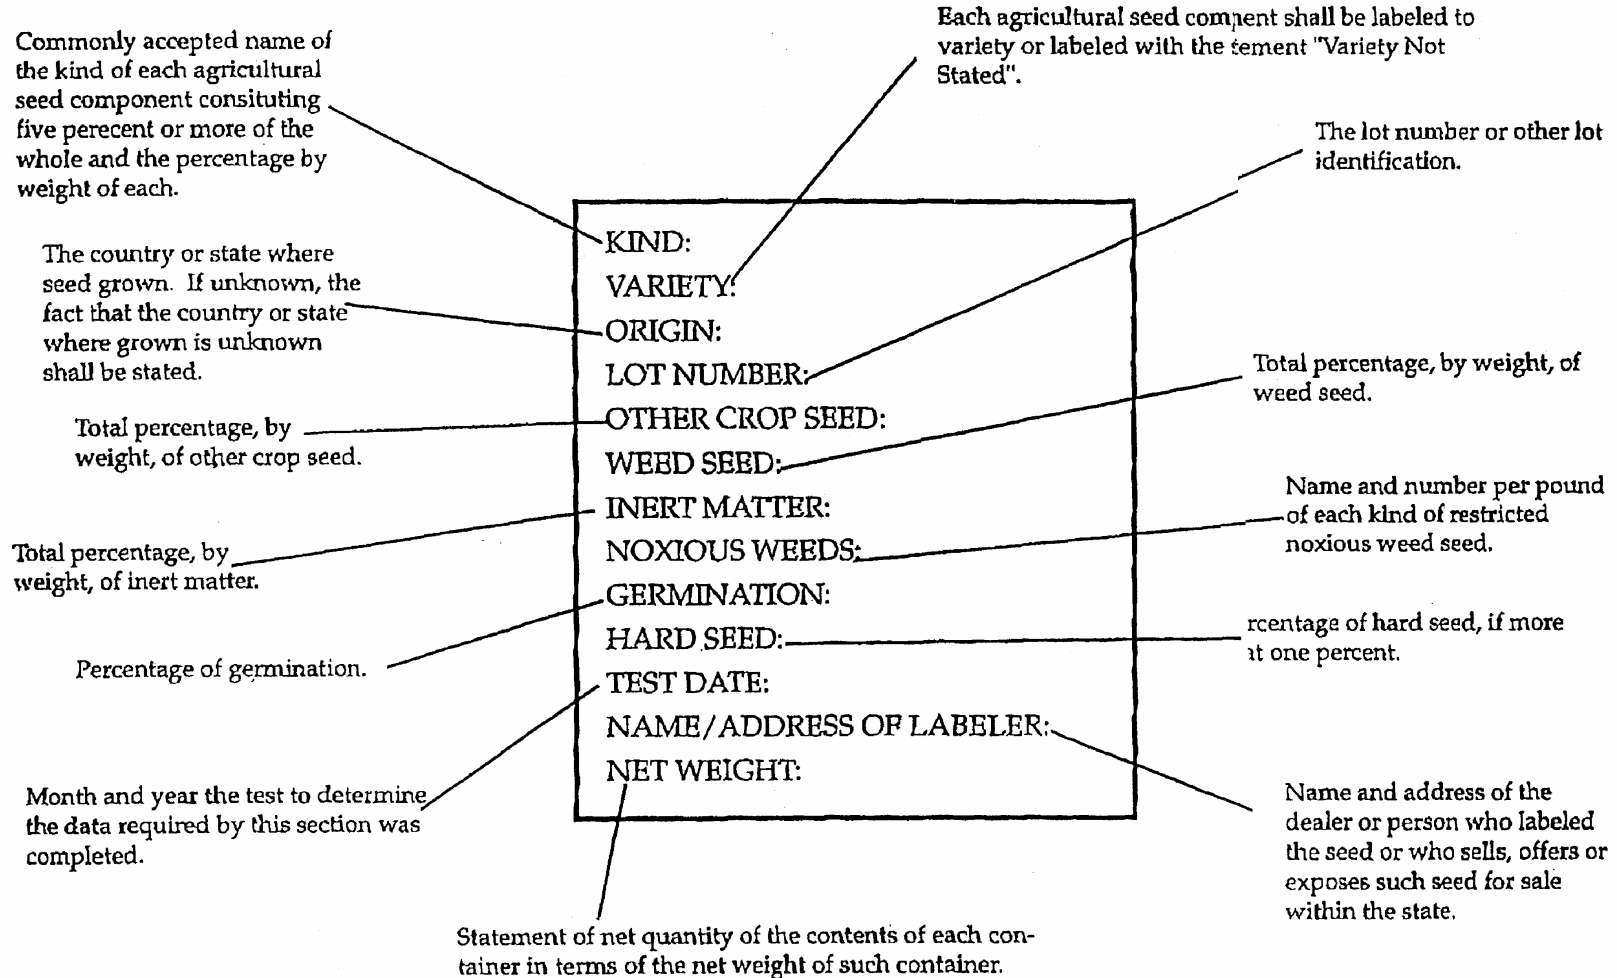 Commonly accepted name of
the kind of each agricultural
seed component consituting
five perecent or more of the
whole and the percentage by
weight of each.
Each agricultural seed compnent shall be labeled to
variety or labeled with the tement "Variety Not
Stated".
The lot number or other lot
identification.
The country or state where
seed grown. If unknown, the
fact that the country or state
where grown is unknown
shall be stated.
Total percentage, by
weight, of other crop seed.
Total percentage, by
weight, of inert matter.
Percentage of germination.
Month and year the test to determine
the data required by this section was
completed.
KIND:
VARIETY:
ORIGIN:
LOT NUMBER:
OTHER CROP SEED:
WEED SEED:
INERT MATTER:
NOXIOUS WEEDS:
GERMINATION:
HARD SEED:
TEST DATE:
NAME/ADDRESS OF LABELER:
NET WEIGHT:
Total percentage, by weight, of
weed seed.
Name and number per pound
of each kind of restricted
noxious weed seed.
rcentage of hard seed, if more
one percent.
Name and address of the
dealer or person who labeled
the seed or who sells, offers or
exposes such seed for sale
within the state.
Statement of net quantity of the contents of each con-
tainer in terms of the net weight of such container.